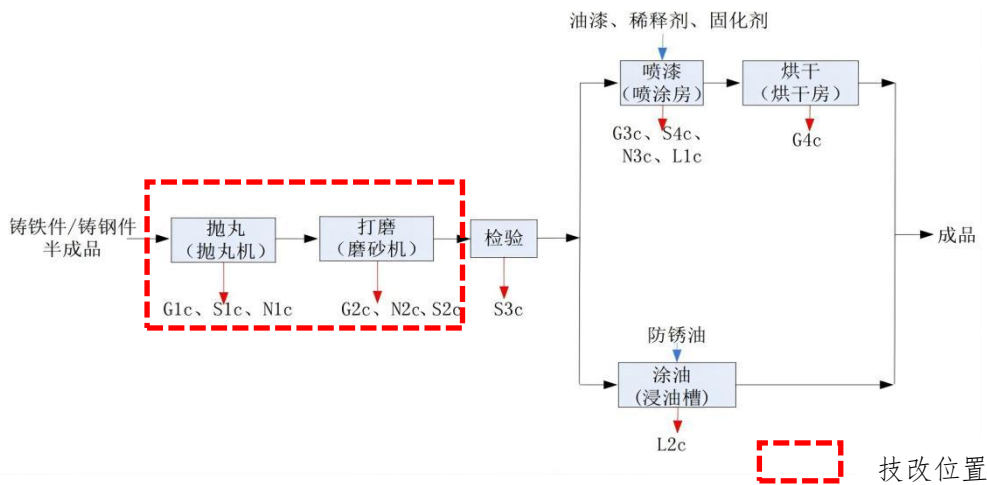 油漆、稀释剂、固化剂
喷漆
(喷涂房)
烘干
(烘干房)
G3c、S4c、
N3c、L1c
G4c
铸铁件/铸钢件
半成品
抛丸
(抛丸机)
打磨
(磨砂机)
检验
成品
G1c、S1c、N1c
G2c、N2c、S2c
S3c
防锈油
涂油
(浸油槽)
L2c
技改位置